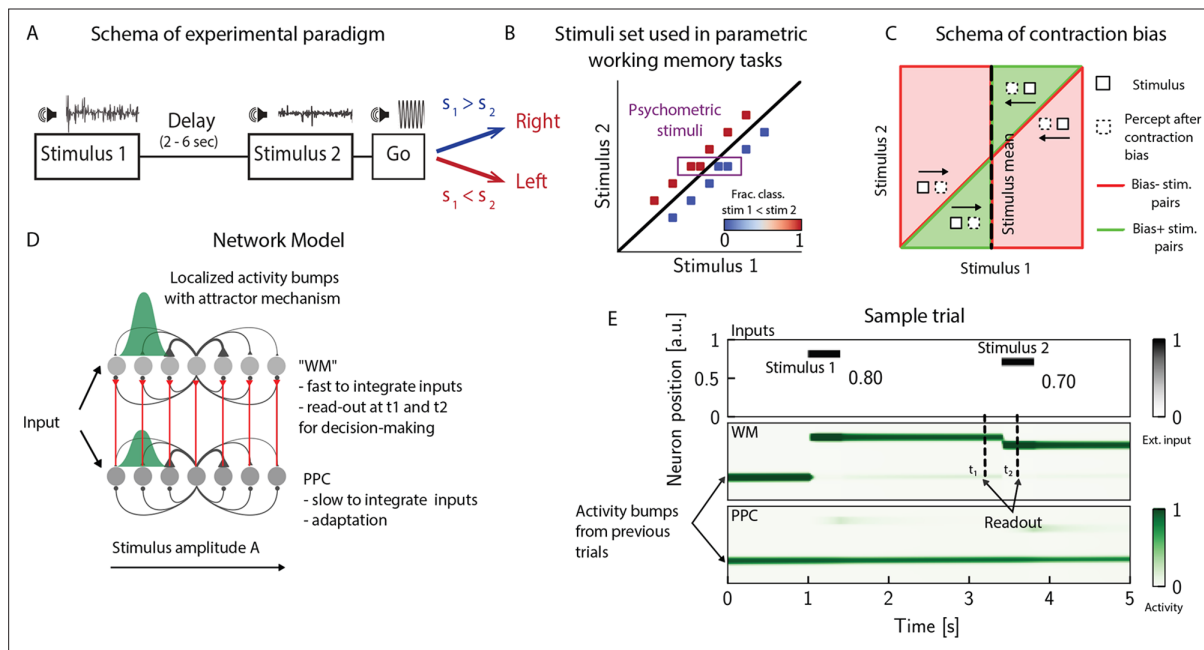 A
Schema of experimental paradigm
Stimulus 1
Delay
(2 - 6 sec)
Stimulus 2
Go
s1 > s2
Right
s1 < s2
Left
B
Stimuli set used in parametric
working memory tasks
Psychometric
stimuli
Stimulus 2
Frac. class.
stim 1 < stim 2
0
1
Stimulus 1
C
Schema of contraction bias
Stimulus 2
Stimulus mean
Stimulus 1
Stimulus
Percept after
contraction
bias
Bias- stim.
pairs
Bias+ stim.
pairs
D
Network Model
Localized activity bumps
with attractor mechanism
Input
"WM"
- fast to integrate inputs
- read-out at t1 and t2
for decision-making
PPC
- slow to integrate inputs
- adaptation
Stimulus amplitude A
E
Sample trial
Neuron position [a.u.]
1
0.5
0
Inputs
Stimulus 1
0.80
Stimulus 2
0.70
1
0
Ext. input
WM
t1
t2
Readout
Activity bumps
from previous
trials
PPC
1
0
Activity
0
1
2
3
4
5
Time [s]